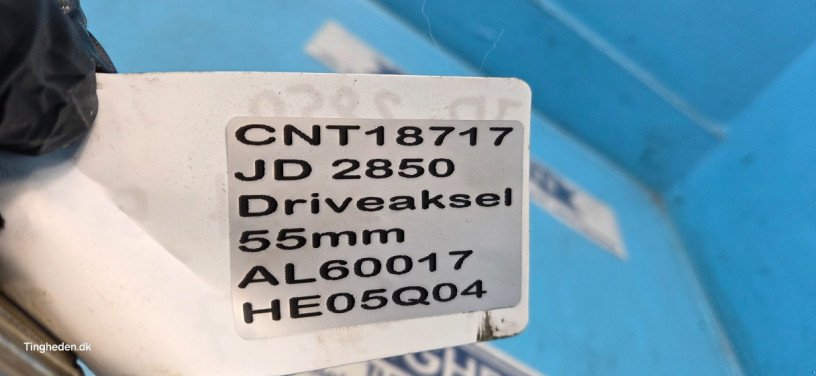 CNT18717
JD 2850
Driveaksel
55mm
AL60017
HE05Q04
Tingheden.dk